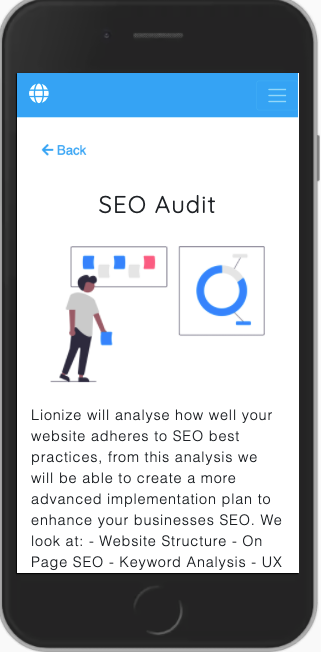 Back
SEO Audit
Lionize will analyse how well your
website adheres to SEO best
practices, from this analysis we
will be able to create a more
advanced implementation plan to
enhance your businesses SEO. We
look at: - Website Structure - On
Page SEO - Keyword Analysis - UX